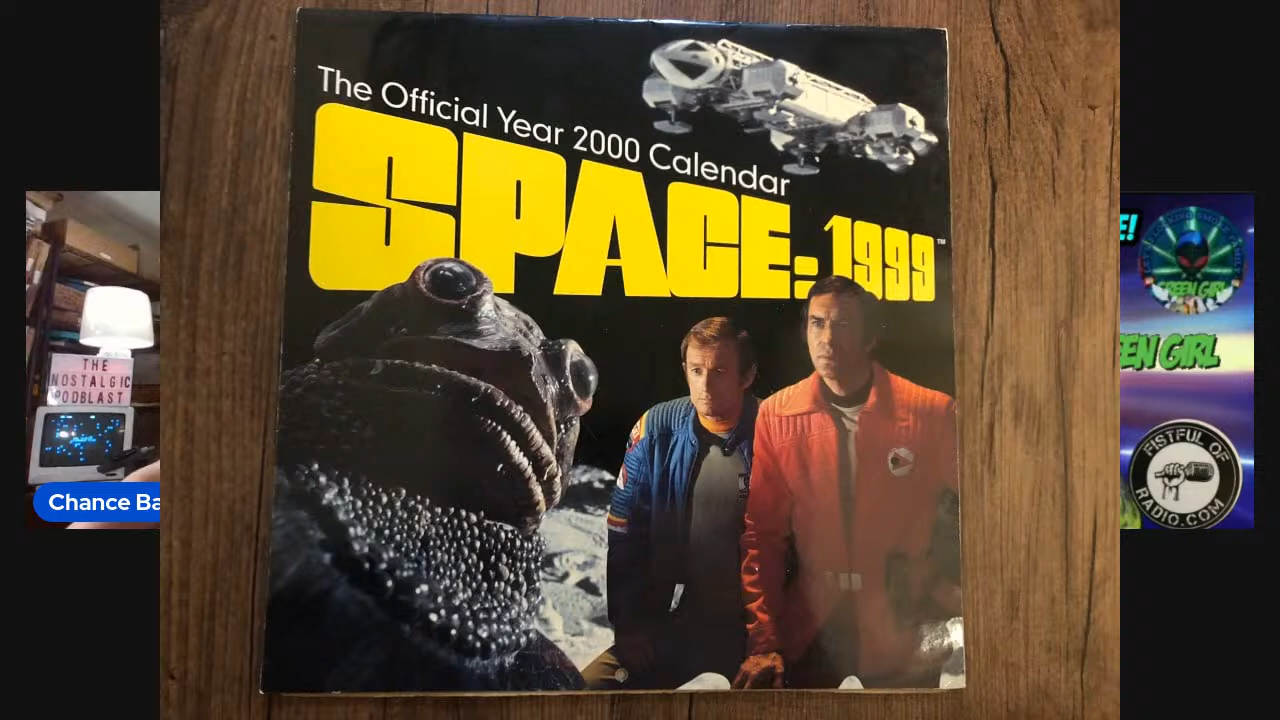 The Official Year 2000 Calendar
SPACE: 1999
™
THE
NOSTALGIC
PODBLAST
Chance Ba
E!
GREEN GIRL
EEN GIRL
FISTFUL OF
RADIO.COM